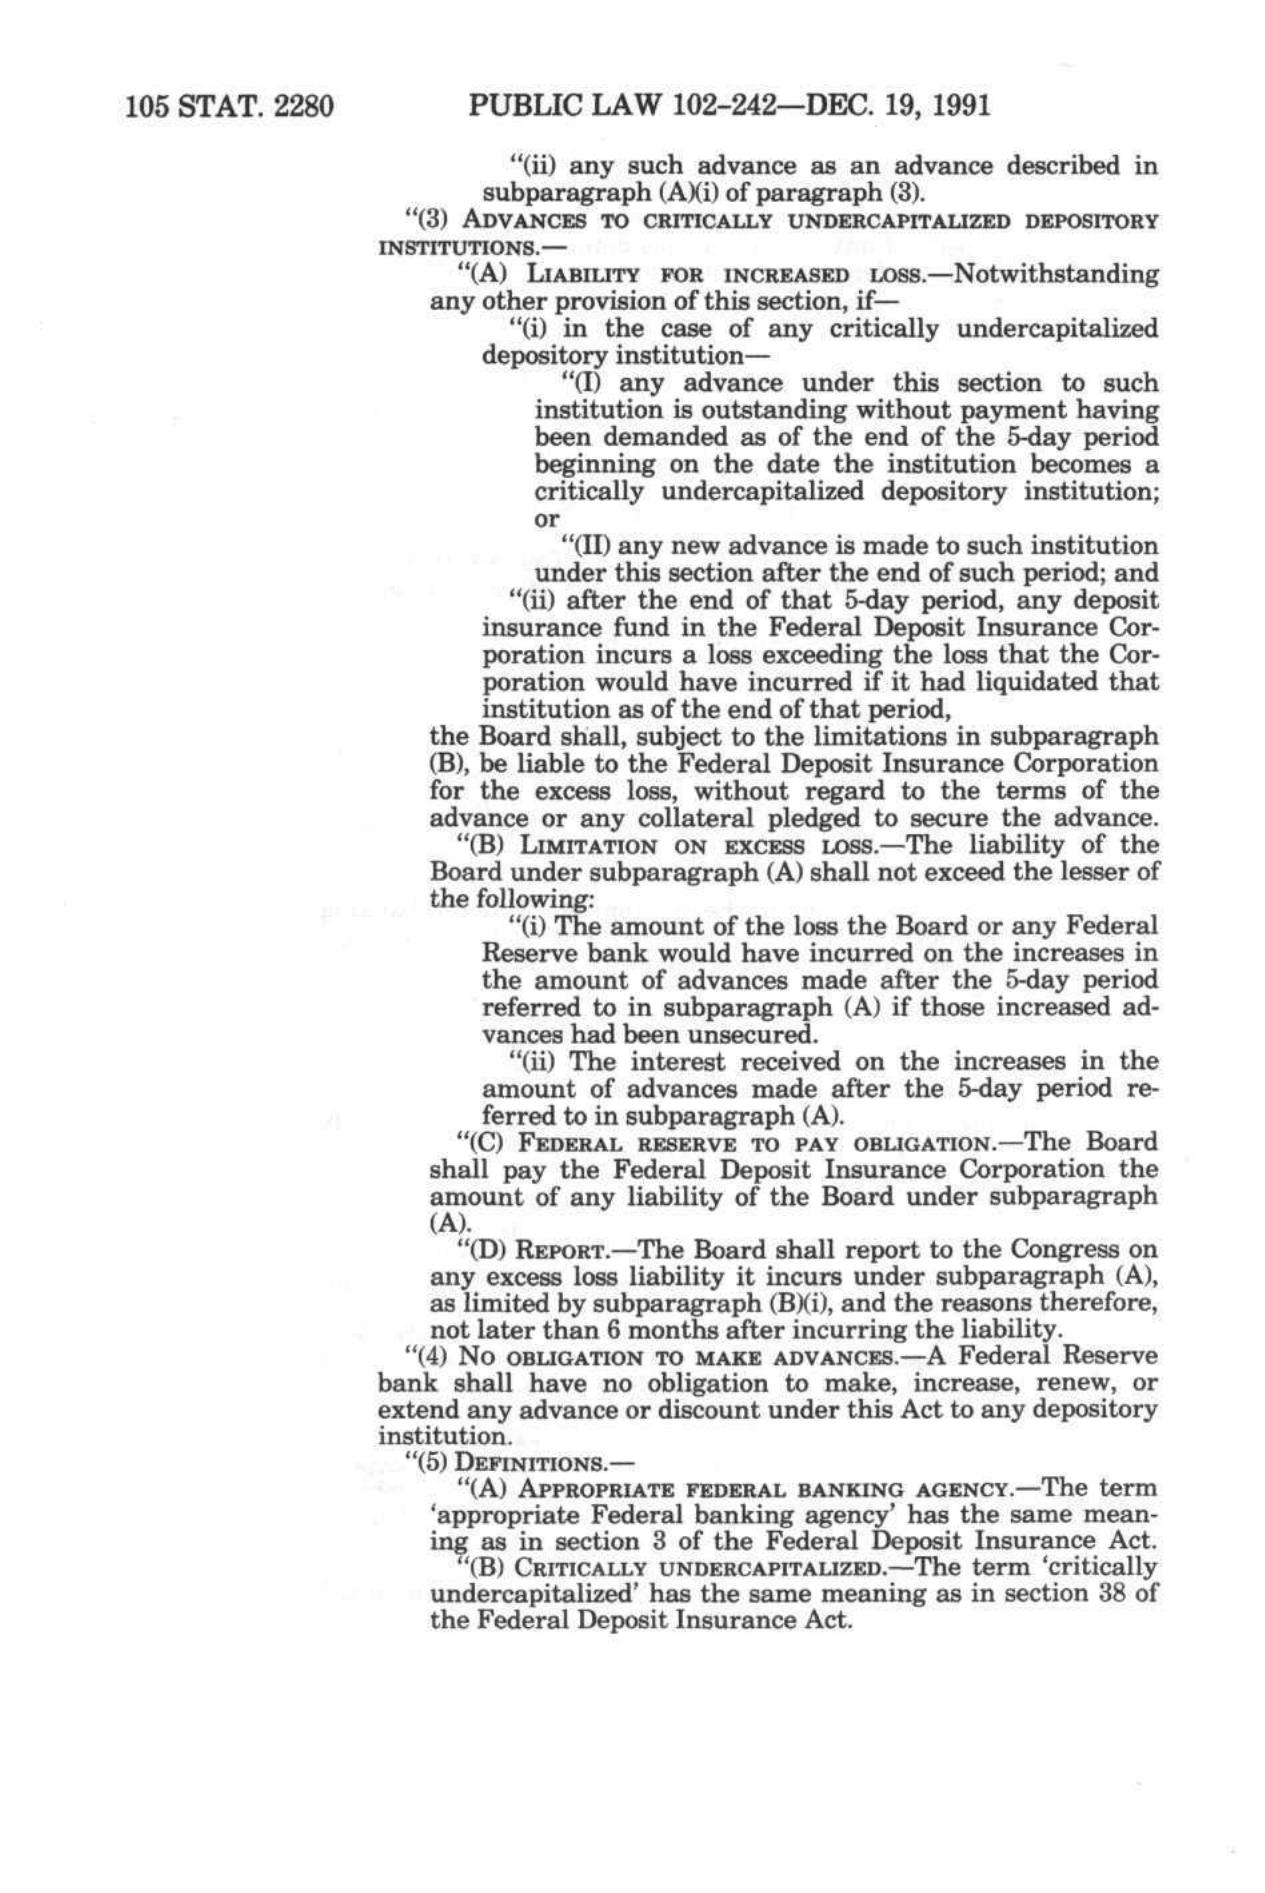 105 STAT. 2280 PUBLIC LAW 102-242—DEC. 19, 1991
"(ii) any such advance as an advance described in
subparagraph (A)(i) of paragraph (3).
"(3) ADVANCES TO CRITICALLY UNDERCAPITALIZED DEPOSITORY
INSTITUTIONS.—
"(A) LIABILITY FOR INCREASED LOSS.—Notwithstanding
any other provision of this section, if—
"(i) in the case of any critically undercapitalized
depository institution—
"(I) any advance under this section to such
institution is outstanding without payment having
been demanded as of the end of the 5-day period
beginning on the date the institution becomes a
critically undercapitalized depository institution;
or
"(II) any new advance is made to such institution
under this section after the end of such period; and
"(ii) after the end of that 5-day period, any deposit
insurance fund in the Federal Deposit Insurance Cor-
poration incurs a loss exceeding the loss that the Cor-
poration would have incurred if it had liquidated that
institution as of the end of that period,
the Board shall, subject to the limitations in subparagraph
(B), be liable to the Federal Deposit Insurance Corporation
for the excess loss, without regard to the terms of the
advance or any collateral pledged to secure the advance.
"(B) LIMITATION ON EXCESS LOSS.—The liability of the
Board under subparagraph (A) shall not exceed the lesser of
the following:
"(i) The amount of the loss the Board or any Federal
Reserve bank would have incurred on the increases in
the amount of advances made after the 5-day period
referred to in subparagraph (A) if those increased ad-
vances had been unsecured.
"(ii) The interest received on the increases in the
amount of advances made after the 5-day period re-
ferred to in subparagraph (A).
"(C) FEDERAL RESERVE TO PAY OBLIGATION.—The Board
shall pay the Federal Deposit Insurance Corporation the
amount of any liability of the Board under subparagraph
(A).
"(D) REPORT.—The Board shall report to the Congress on
any excess loss liability it incurs under subparagraph (A),
as limited by subparagraph (B)(i), and the reasons therefore,
not later than 6 months after incurring the liability.
"(4) NO OBLIGATION TO MAKE ADVANCES.—A Federal Reserve
bank shall have no obligation to make, increase, renew, or
extend any advance or discount under this Act to any depository
institution.
"(5) DEFINITIONS.—
"(A) APPROPRIATE FEDERAL BANKING AGENCY.—The term
'appropriate Federal banking agency' has the same mean-
ing as in section 3 of the Federal Deposit Insurance Act.
"(B) CRITICALLY UNDERCAPITALIZED.—The term 'critically
undercapitalized' has the same meaning as in section 38 of
the Federal Deposit Insurance Act.